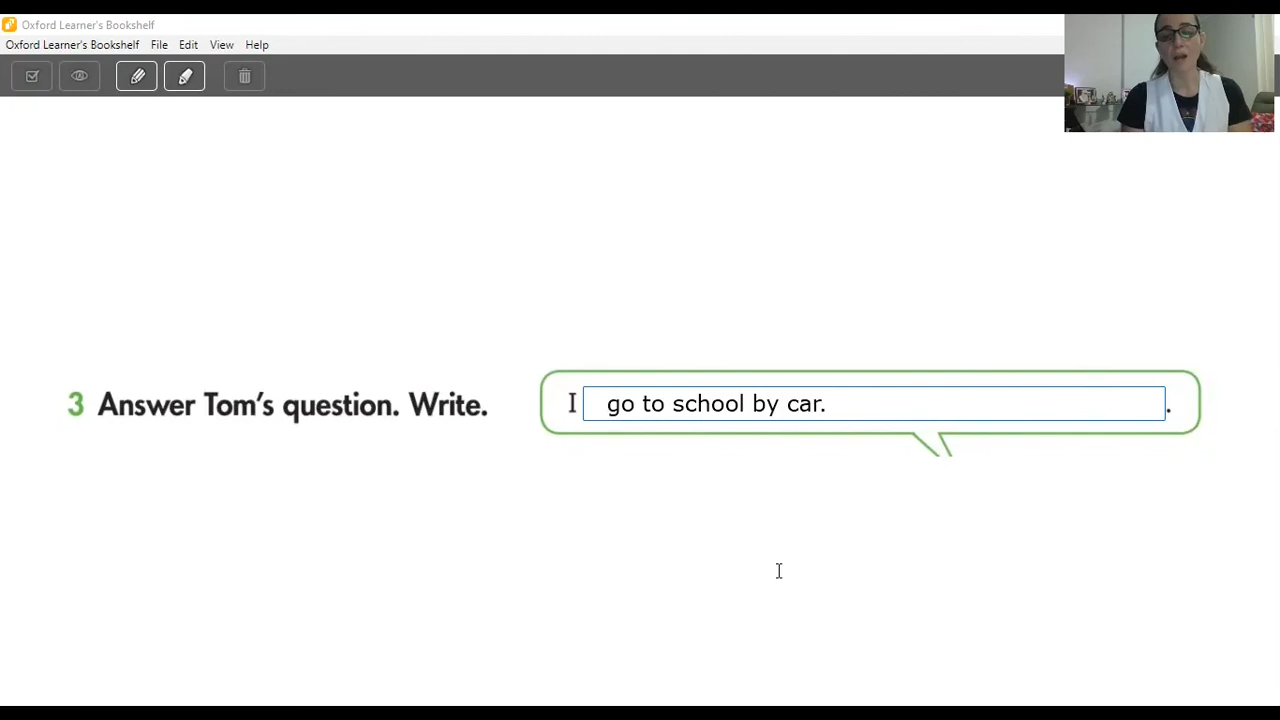 Oxford Learner's Bookshelf
Oxford Learner's Bookshelf File Edit View Help
3 Answer Tom's question. Write. I go to school by car. .